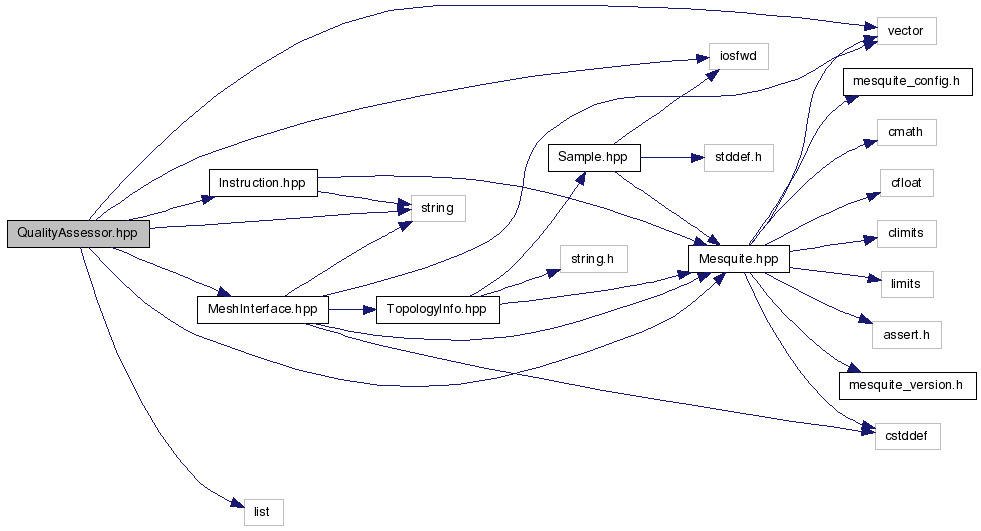 vector
iosfwd
mesquite_config.h
cmath
Sample.hpp
stddef.h
Instruction.hpp
cfloat
string
QualityAssessor.hpp
climits
Mesquite.hpp
string.h
limits
MeshInterface.hpp
TopologyInfo.hpp
assert.h
mesquite_version.h
cstddef
list